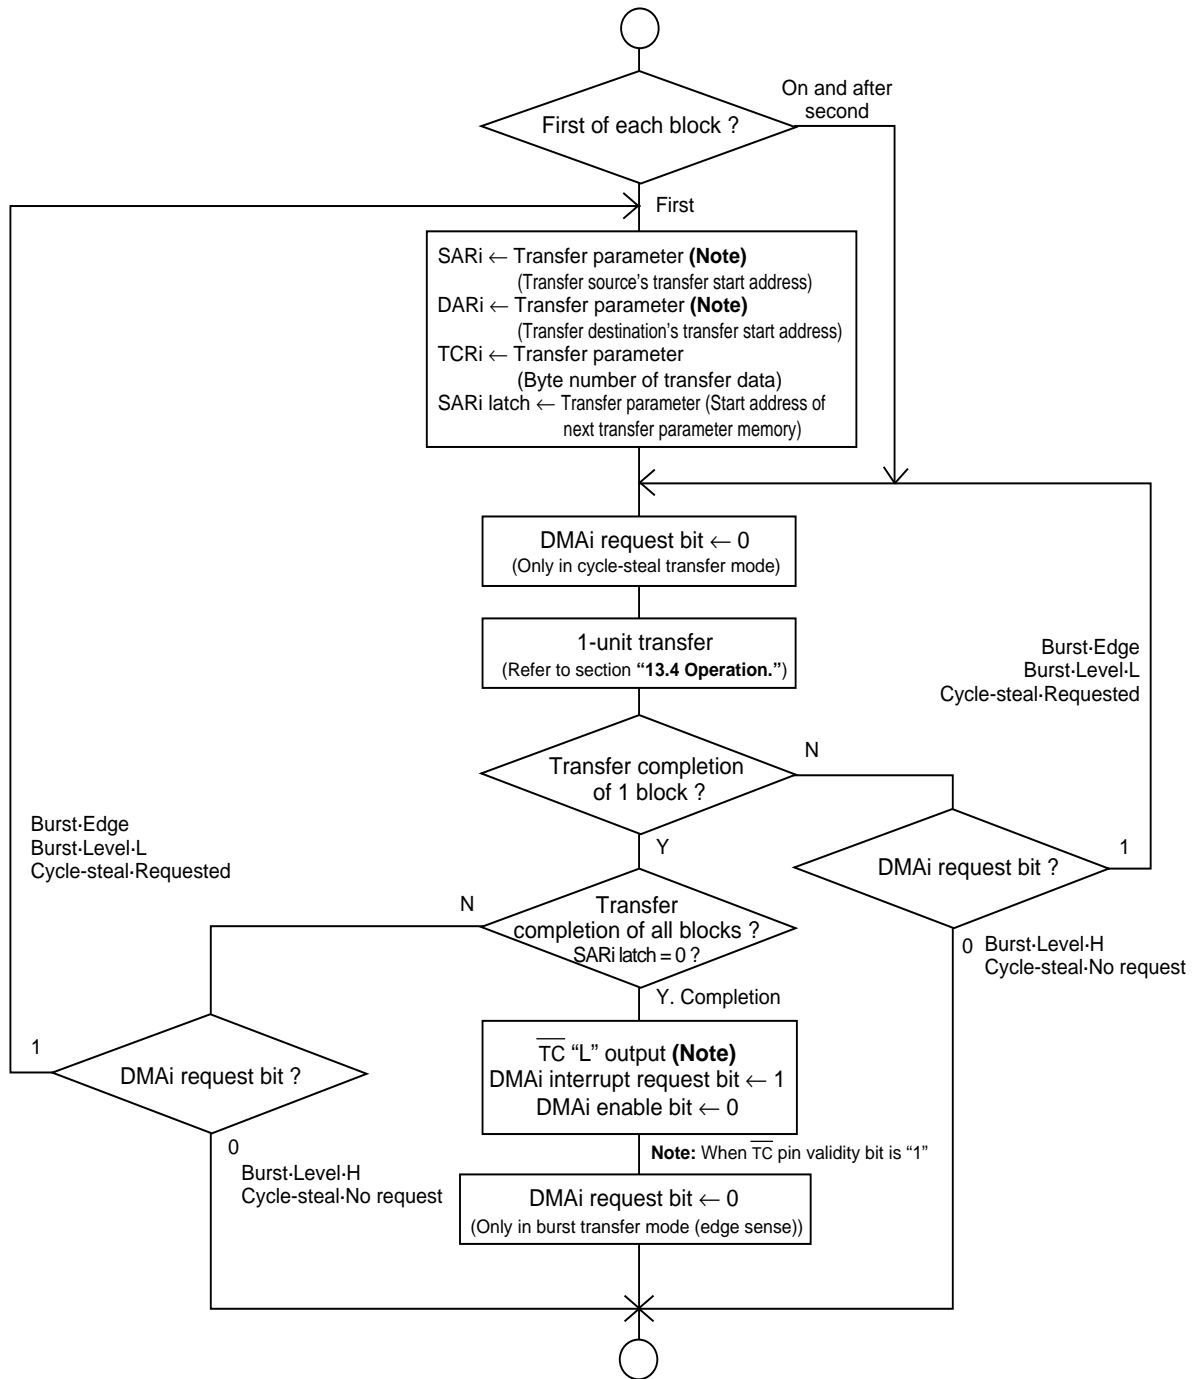 On and after
second
First of each block ?
First
SARi ← Transfer parameter (Note)
(Transfer source's transfer start address)
DARi ← Transfer parameter (Note)
(Transfer destination's transfer start address)
TCRi ← Transfer parameter
(Byte number of transfer data)
SARi latch ← Transfer parameter (Start address of
next transfer parameter memory)
DMAi request bit ← 0
(Only in cycle-steal transfer mode)
1-unit transfer
(Refer to section “13.4 Operation.”)
Burst·Edge
Burst·Level·L
Cycle-steal·Requested
N
Transfer completion
of 1 block ?
Y
Burst·Edge
Burst·Level·L
Cycle-steal·Requested
1
DMAi request bit ?
0
Burst·Level·H
Cycle-steal·No request
N
Transfer
completion of all blocks ?
SARi latch = 0 ?
Y. Completion
1
DMAi request bit ?
0
Burst·Level·H
Cycle-steal·No request
T̅C̅ “L” output (Note)
DMAi interrupt request bit ← 1
DMAi enable bit ← 0
Note: When T̅C̅ pin validity bit is “1”
DMAi request bit ← 0
(Only in burst transfer mode (edge sense))